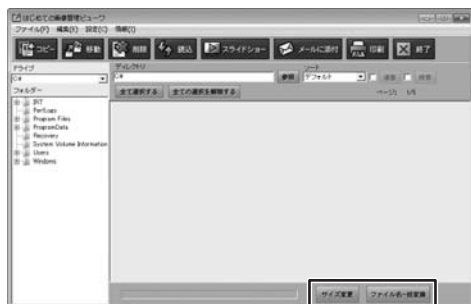 はじめての画像管理ビューワ
ファイル(F) 編集(E) 設定(C) 情報(I)
コピー 移動 削除 読込 スライドショー メールに添付 印刷 終了
ドライブ ディレクトリ ソート
C:¥ C:¥ 参照 デフォルト
フォルダー 全て選択する 全ての選択を解除する ページ: 1/1
IRT
PerfLogs
Program Files
ProgramData
Recovery
System Volume Information
Users
Windows
サイズ変更 ファイル名一括変換